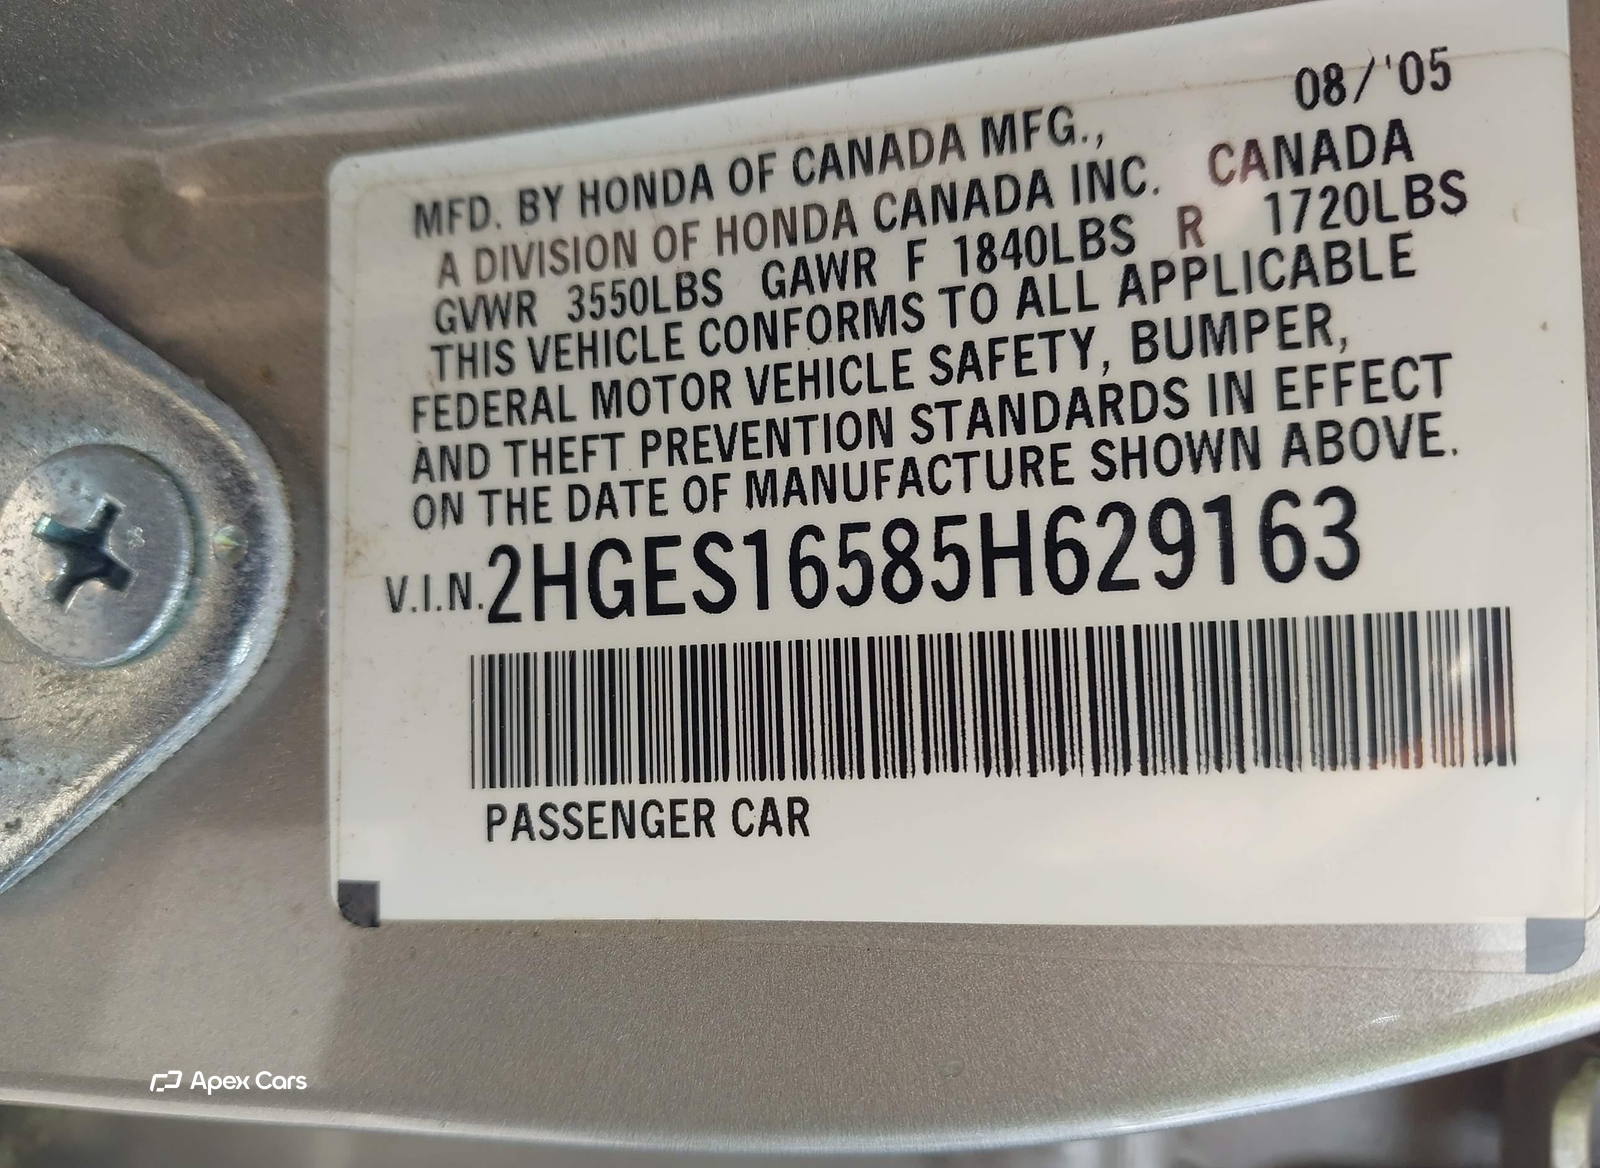 08/'05
MFD. BY HONDA OF CANADA MFG.,
A DIVISION OF HONDA CANADA INC. CANADA
GVWR 3550LBS GAWR F 1840LBS R 1720LBS
THIS VEHICLE CONFORMS TO ALL APPLICABLE
FEDERAL MOTOR VEHICLE SAFETY, BUMPER,
AND THEFT PREVENTION STANDARDS IN EFFECT
ON THE DATE OF MANUFACTURE SHOWN ABOVE.
V.I.N.2HGES16585H629163
PASSENGER CAR
Apex Cars